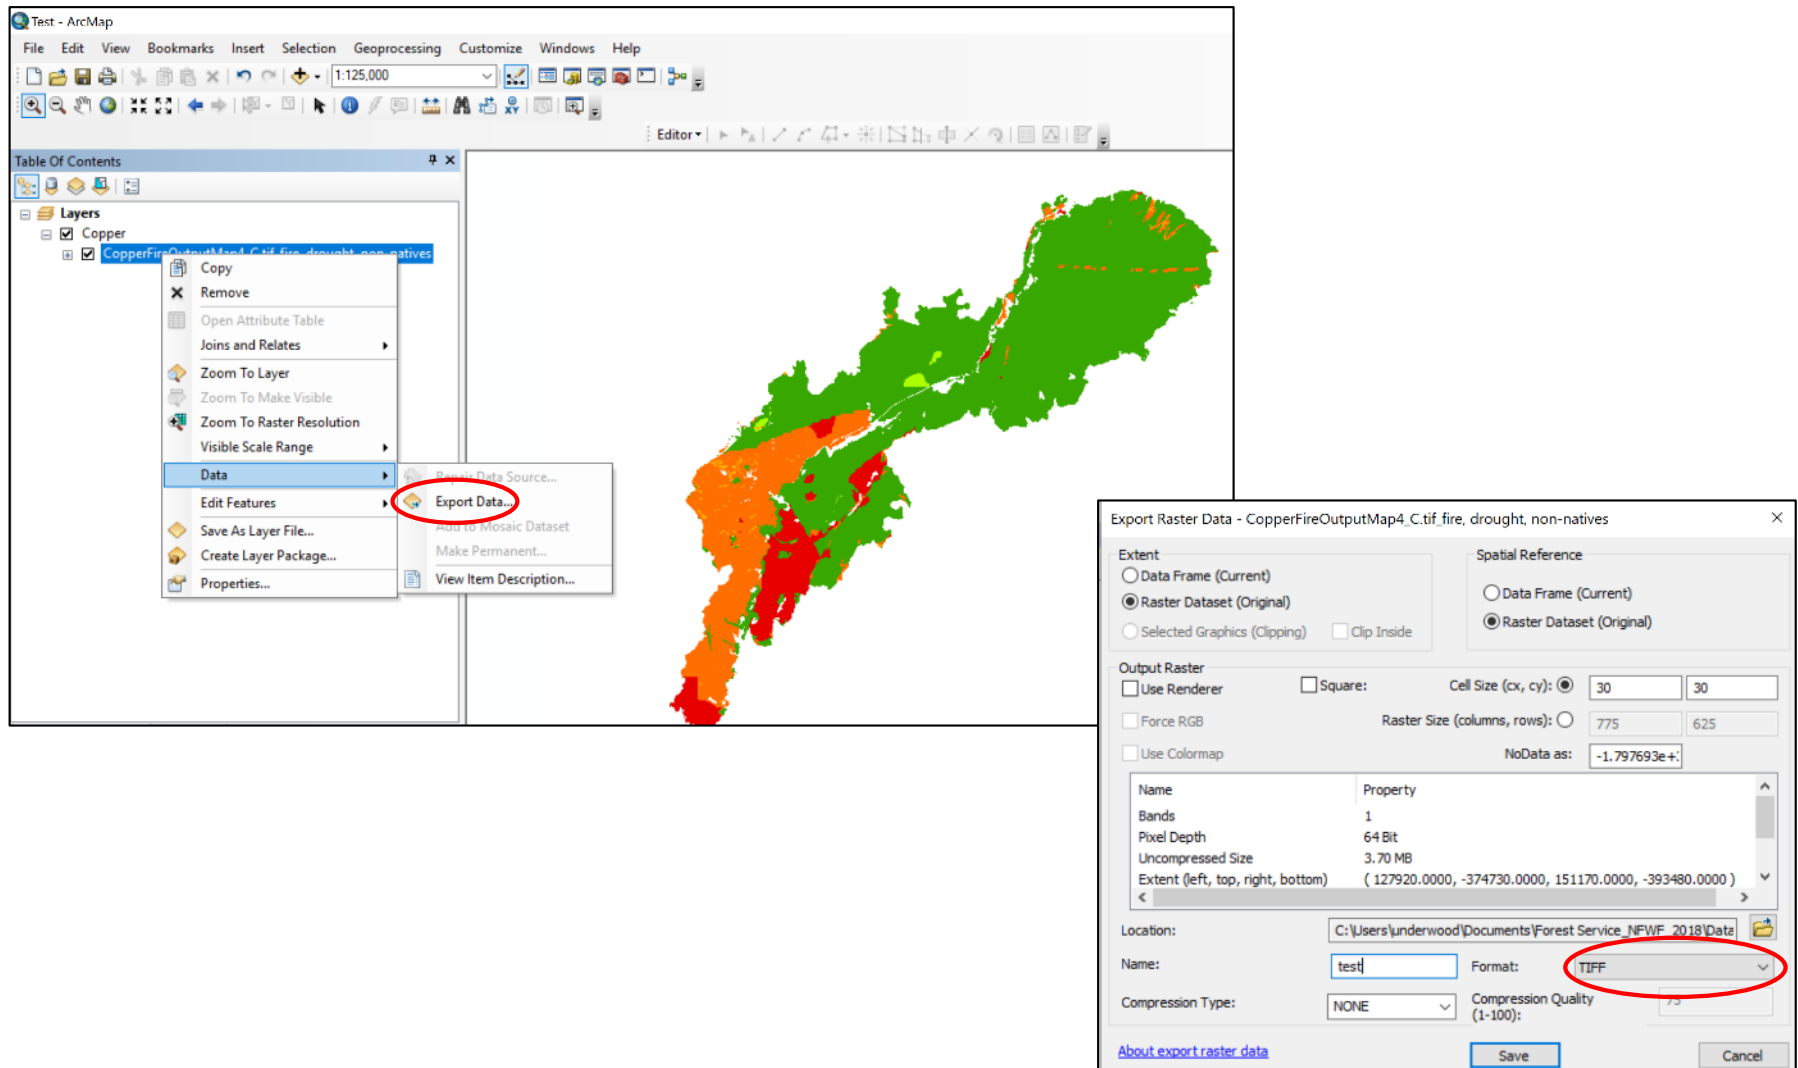 Test - ArcMap
File Edit View Bookmarks Insert Selection Geoprocessing Customize Windows Help
1:125,000
XY
Editor
Table Of Contents
Layers
Copper
CopperFireOutputMap4_C.tif_fire_drought_non-natives
Copy
Remove
Open Attribute Table
Joins and Relates
Zoom To Layer
Zoom To Make Visible
Zoom To Raster Resolution
Visible Scale Range
Data
Edit Features
Save As Layer File...
Create Layer Package...
Properties...
Repair Data Source...
Export Data...
Add to Mosaic Dataset
Make Permanent...
View Item Description...
Export Raster Data - CopperFireOutputMap4_C.tif_fire, drought, non-natives
Extent
Data Frame (Current)
Raster Dataset (Original)
Selected Graphics (Clipping) Clip Inside
Spatial Reference
Data Frame (Current)
Raster Dataset (Original)
Output Raster
Use Renderer Square: Cell Size (cx, cy): 30 30
Force RGB Raster Size (columns, rows): 775 625
Use Colormap NoData as: -1.797693e+
Name Property
Bands 1
Pixel Depth 64 Bit
Uncompressed Size 3.70 MB
Extent (left, top, right, bottom) ( 127920.0000, -374730.0000, 151170.0000, -393480.0000 )
Location: C:\Users\underwood\Documents\Forest Service_NFWF_2018\Data
Name: test Format: TIFF
Compression Type: NONE Compression Quality (1-100): 75
About export raster data Save Cancel